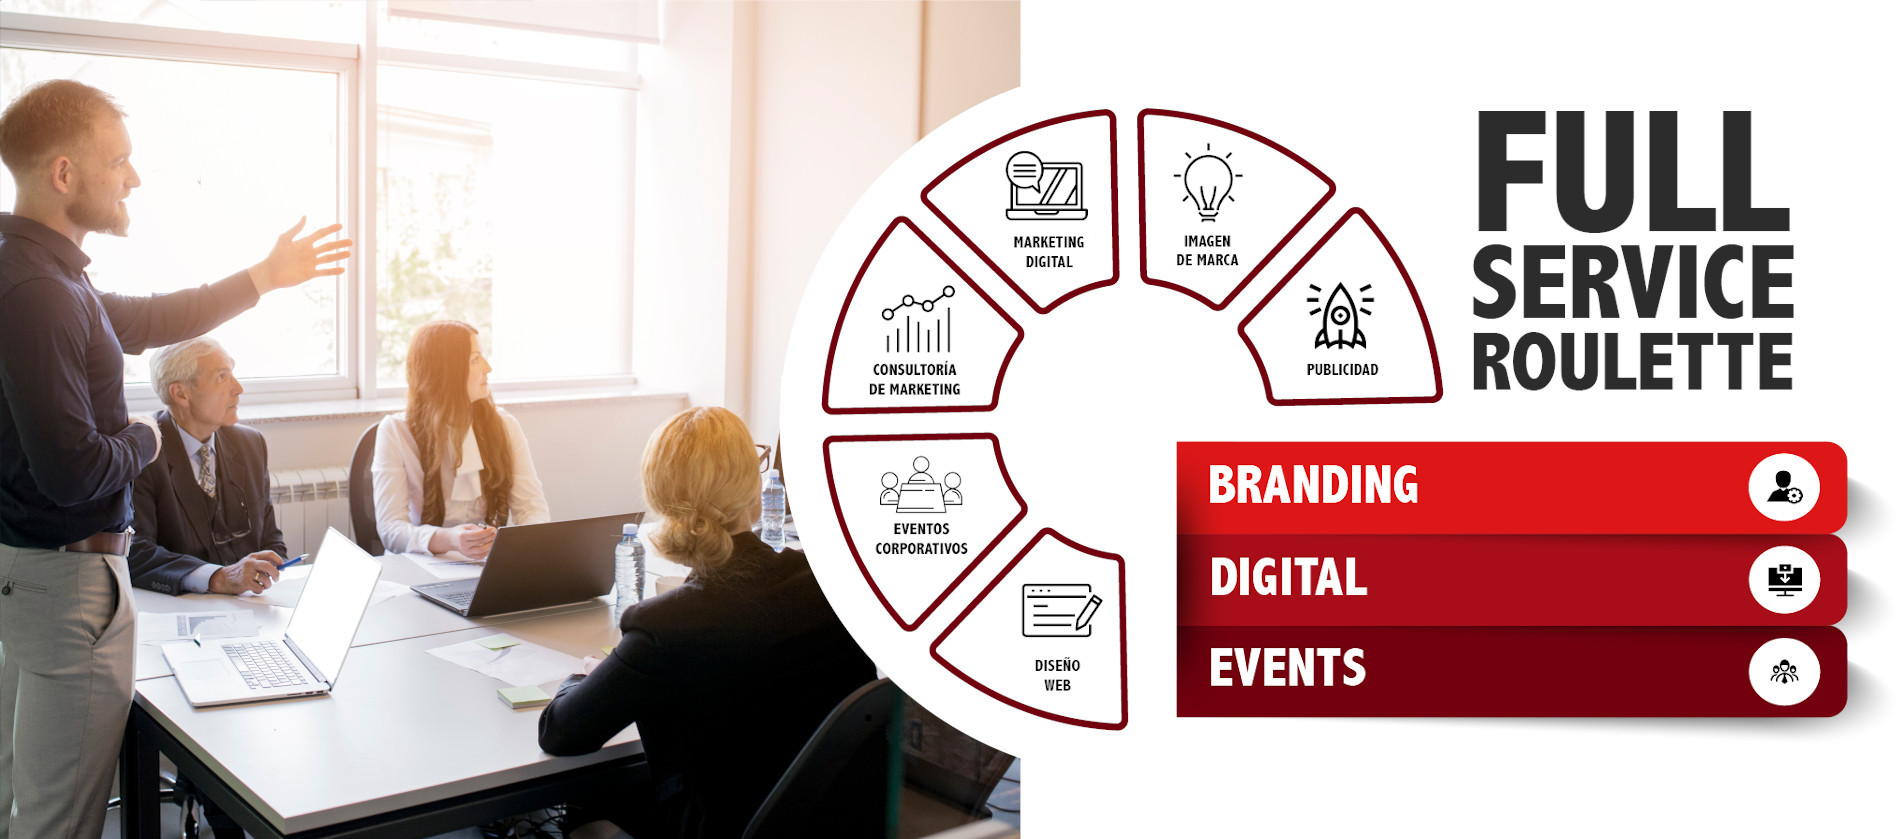 MARKETING
DIGITAL
IMAGEN
DE MARCA
PUBLICIDAD
CONSULTORÍA
DE MARKETING
EVENTOS
CORPORATIVOS
DISEÑO
WEB
FULL
SERVICE
ROULETTE
BRANDING
DIGITAL
EVENTS